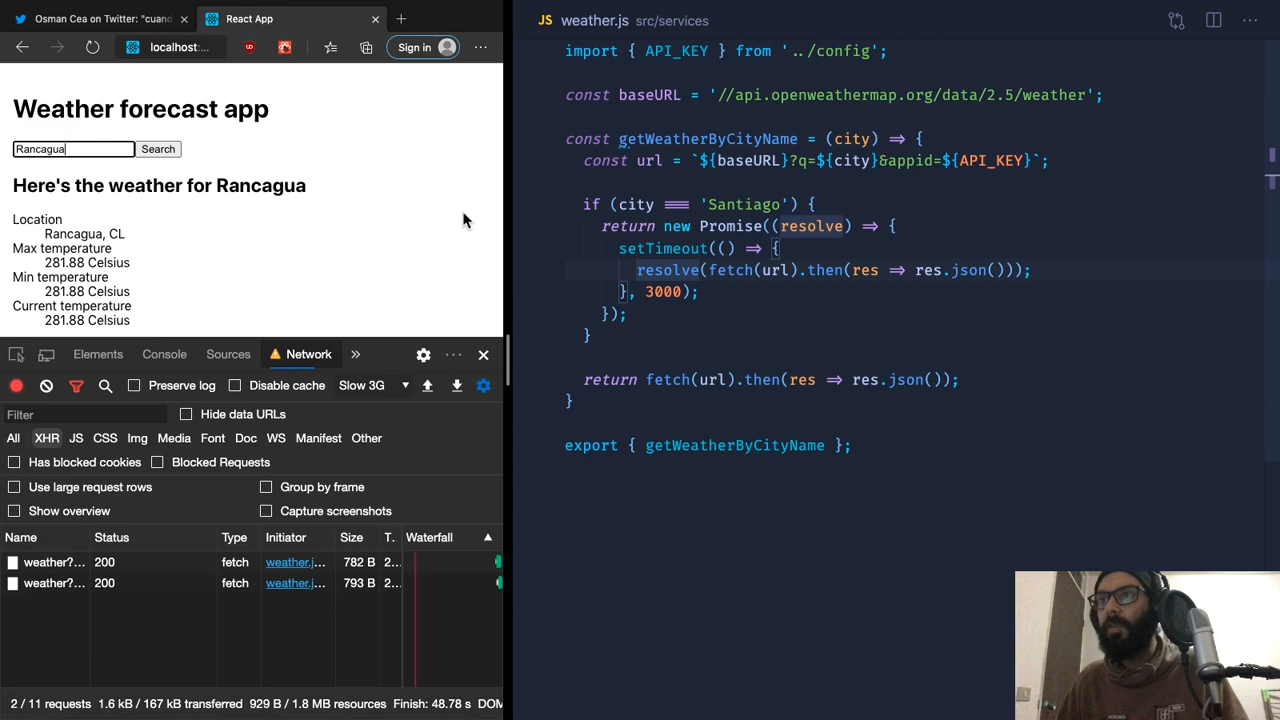 Osman Cea on Twitter: "cuand
React App
localhost:...
Sign in
Weather forecast app
Rancagua
Search
Here's the weather for Rancagua
Location
Rancagua, CL
Max temperature
281.88 Celsius
Min temperature
281.88 Celsius
Current temperature
281.88 Celsius
Elements
Console
Sources
Network
Preserve log
Disable cache
Slow 3G
Filter
Hide data URLs
All XHR JS CSS Img Media Font Doc WS Manifest Other
Has blocked cookies
Blocked Requests
Use large request rows
Group by frame
Show overview
Capture screenshots
Name Status Type Initiator Size T. Waterfall
weather?... 200 fetch weather.j... 782 B 2...
weather?... 200 fetch weather.j... 793 B 2...
2 / 11 requests 1.6 kB / 167 kB transferred 929 B / 1.8 MB resources Finish: 48.78 s DOM
JS weather.js src/services
import { API_KEY } from '../config';
const baseURL = '//api.openweathermap.org/data/2.5/weather';
const getWeatherByCityName = (city) => {
const url = `${baseURL}?q=${city}&appid=${API_KEY}`;
if (city === 'Santiago') {
return new Promise((resolve) => {
setTimeout(() => {
resolve(fetch(url).then(res => res.json()));
}, 3000);
});
}
return fetch(url).then(res => res.json());
}
export { getWeatherByCityName };